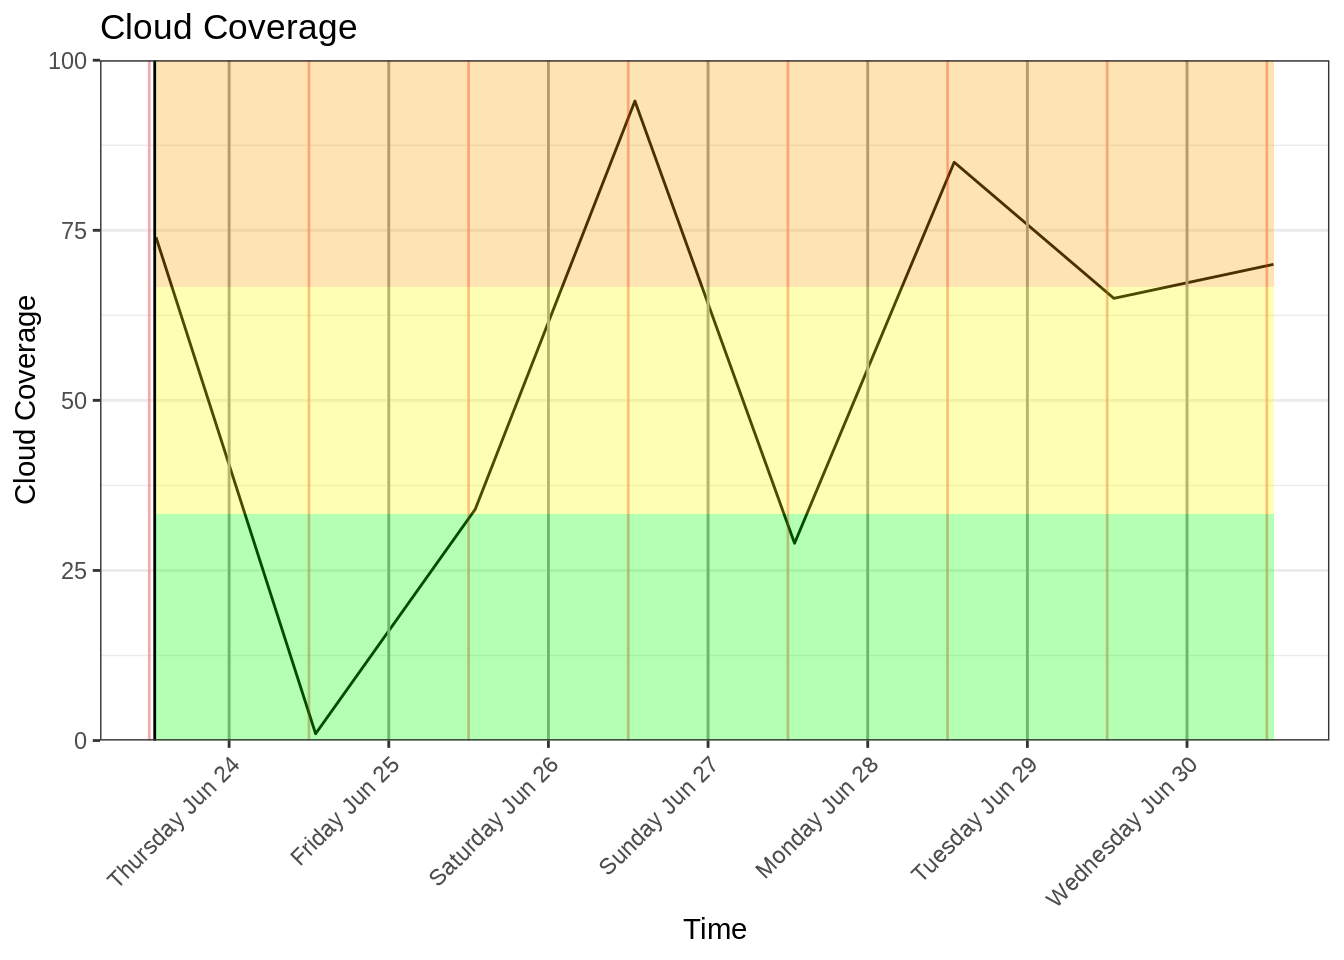 Cloud Coverage
100
75
50
25
0
Cloud Coverage
Thursday Jun 24
Friday Jun 25
Saturday Jun 26
Sunday Jun 27
Monday Jun 28
Tuesday Jun 29
Wednesday Jun 30
Time